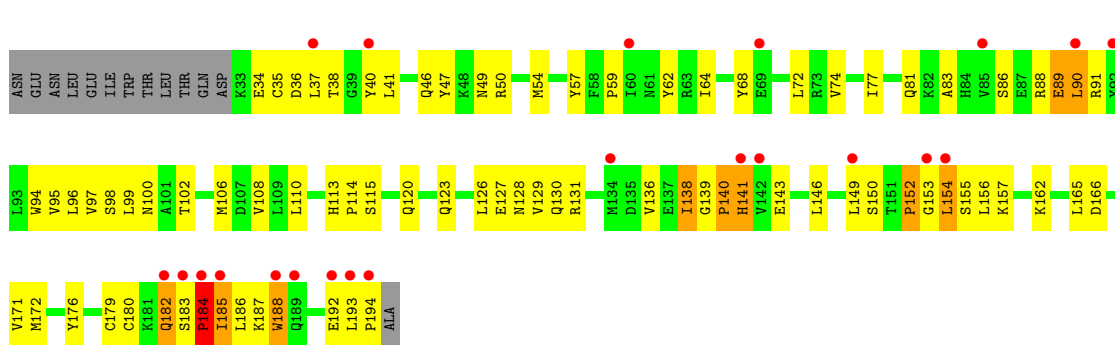 ASN GLU ASN LEU GLU ILE TRP THR LEU THR GLN ASP K33 E34 C35 D36 L37 T38 G39 Y40 L41 Q46 Y47 K48 N49 R50 M54 Y57 F58 P59 I60 N61 Y62 R63 I64 Y68 E69 L72 R73 V74 I77 Q81 K82 A83 H84 V85 S86 E87 R88 E89 L90 R91 Y92
L93 W94 V95 L96 V97 S98 L99 N100 A101 T102 M106 D107 V108 L109 L110 H113 P114 S115 Q120 Q123 L126 E127 N128 V129 Q130 R131 M134 D135 V136 E137 I138 G139 P140 H141 V142 E143 L146 L149 S150 T151 P152 G153 L154 S155 L156 K157 K162 L165 D166
V171 M172 Y176 C179 C180 K181 Q182 S183 P184 I185 L186 K187 W188 Q189 E192 L193 P194 ALA